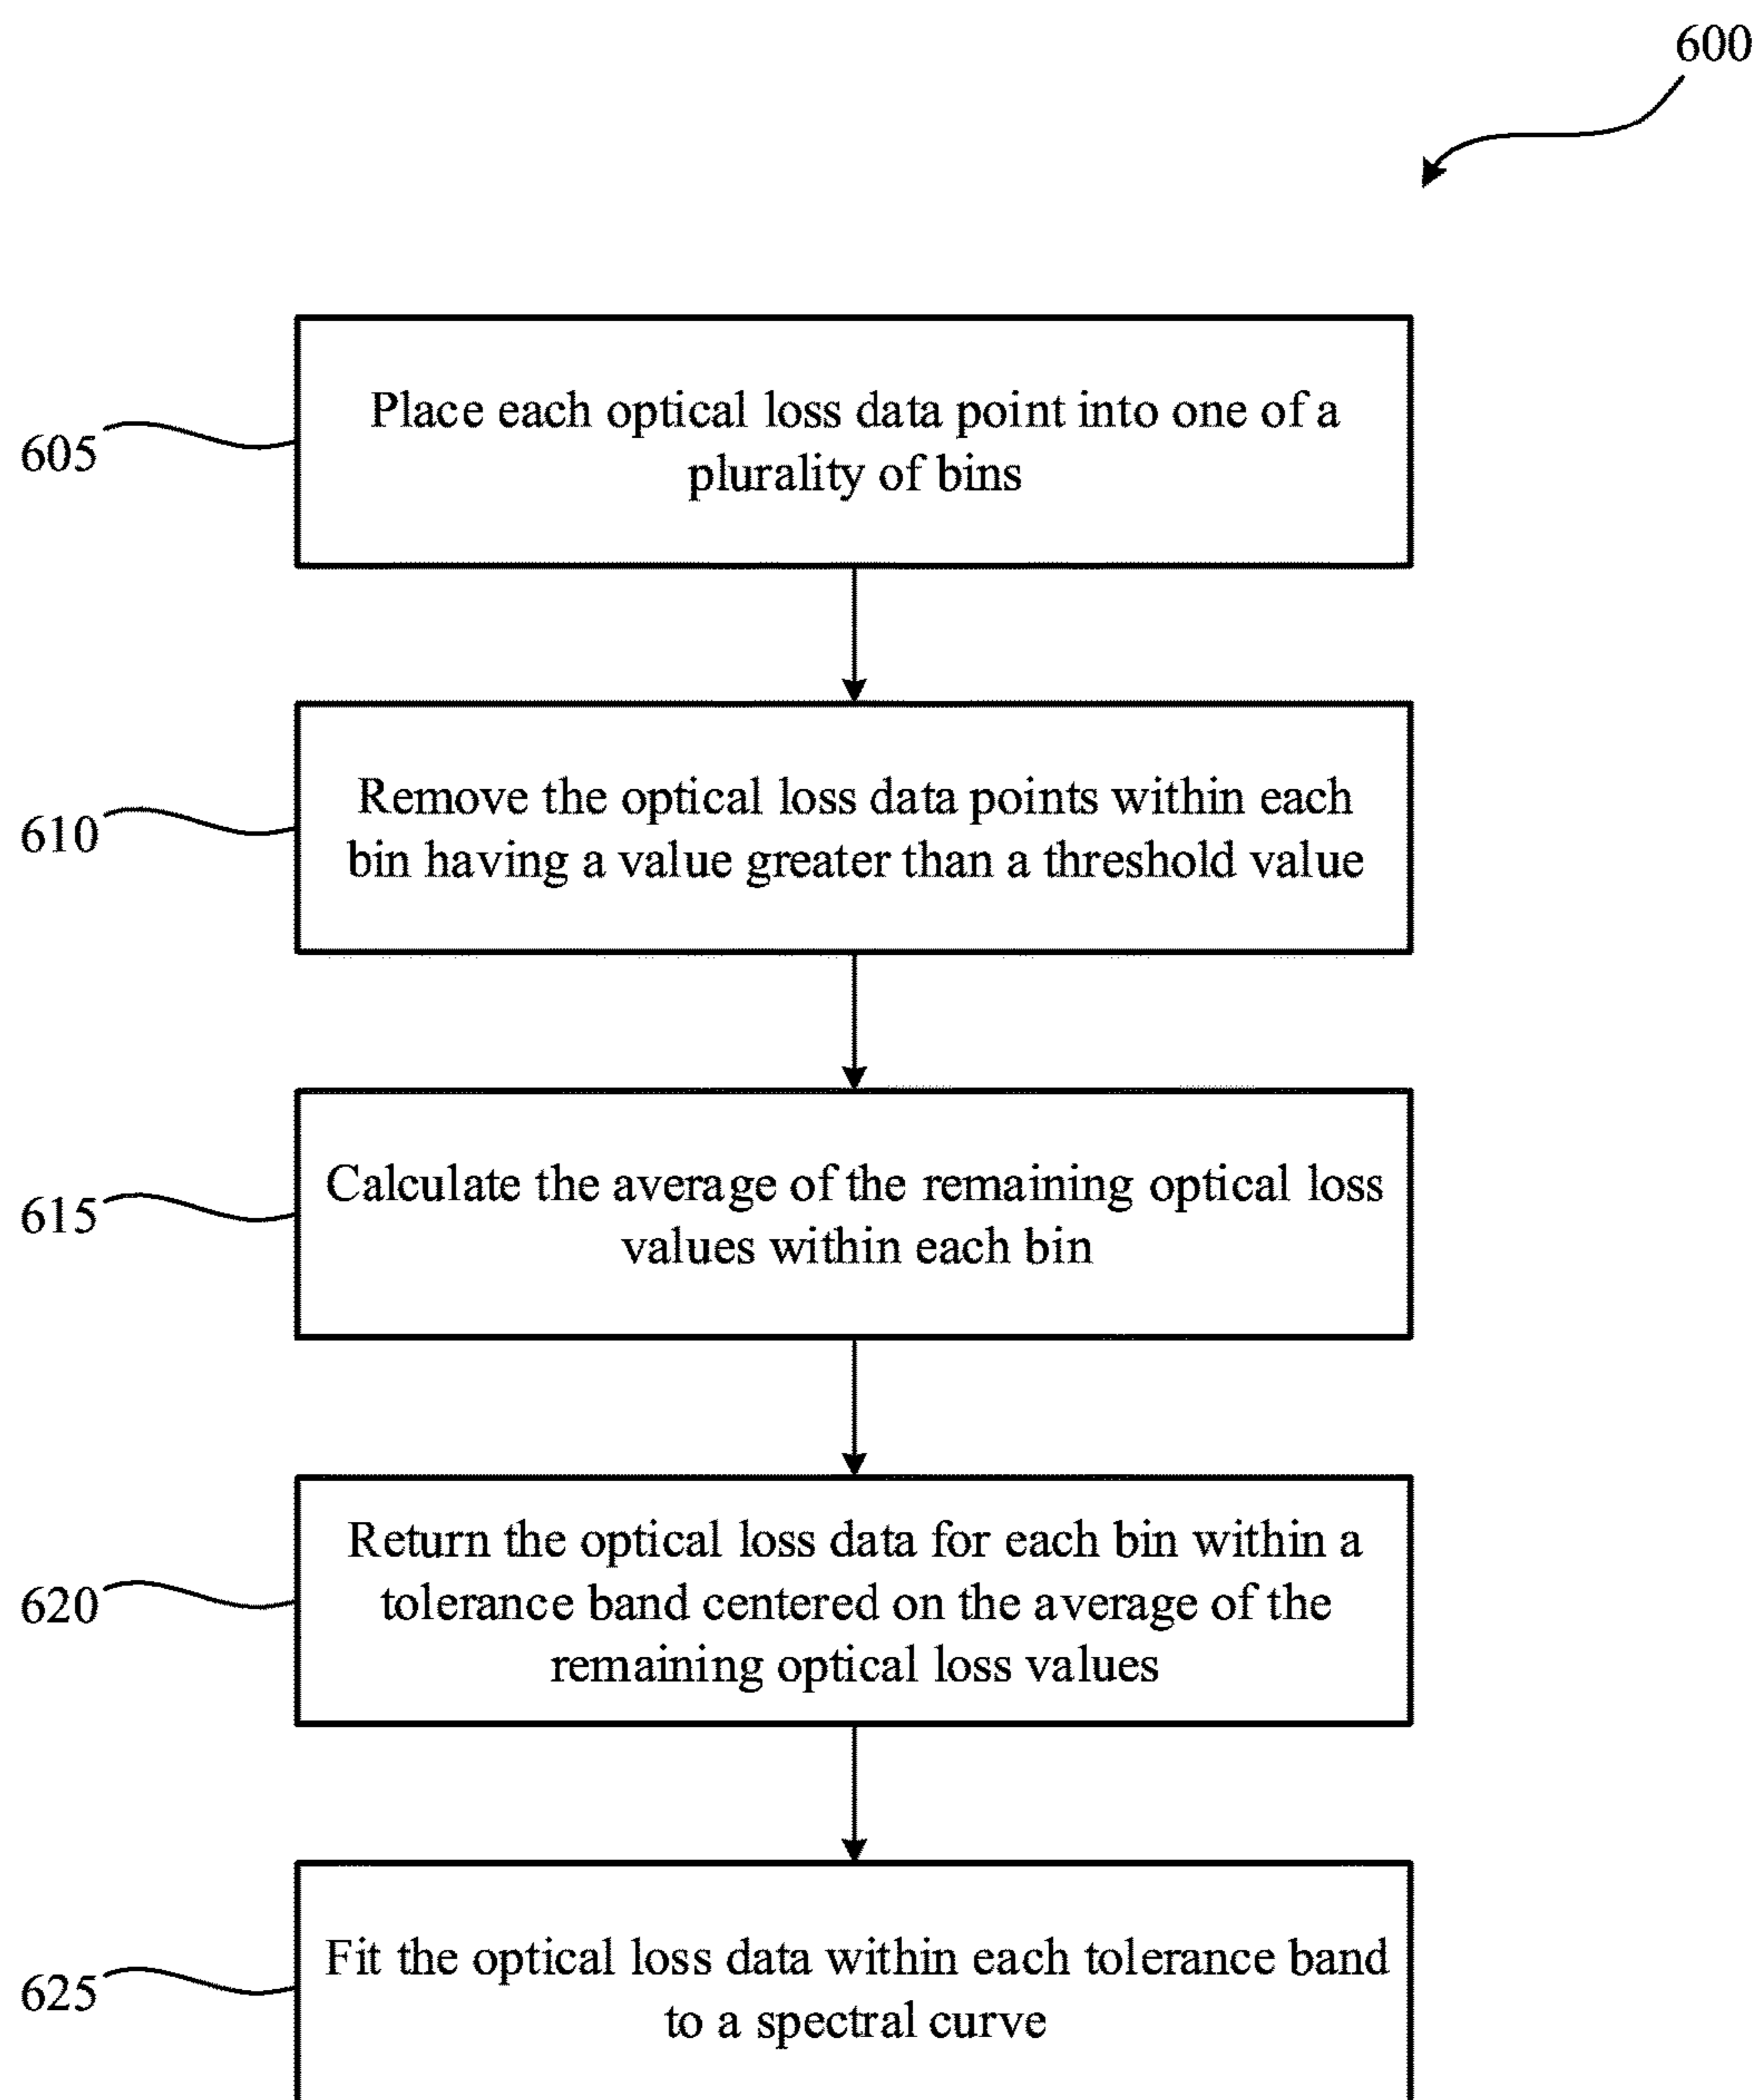 600
605
Place each optical loss data point into one of a
plurality of bins
610
Remove the optical loss data points within each
bin having a value greater than a threshold value
615
Calculate the average of the remaining optical loss
values within each bin
620
Return the optical loss data for each bin within a
tolerance band centered on the average of the
remaining optical loss values
625
Fit the optical loss data within each tolerance band
to a spectral curve